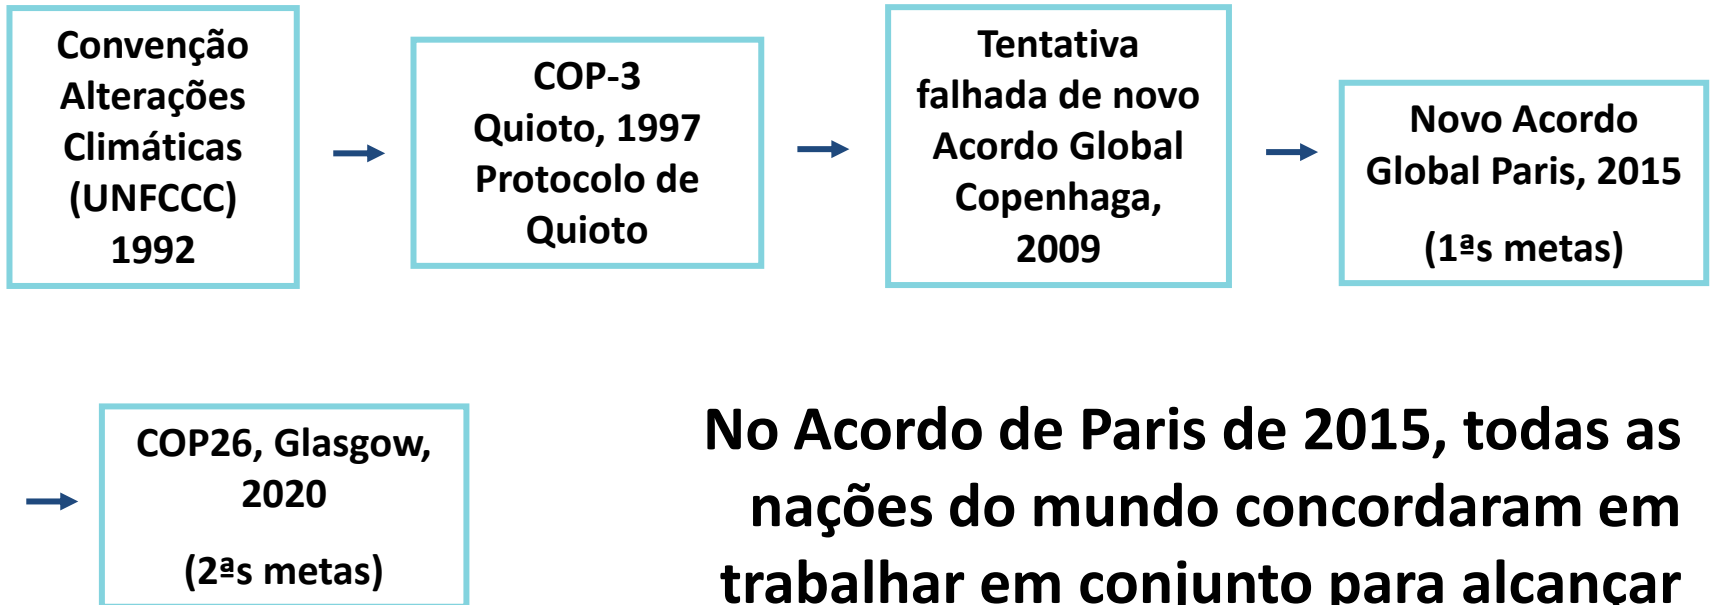 Convenção
Alterações
Climáticas
(UNFCCC)
1992
COP-3
Quioto, 1997
Protocolo de
Quioto
Tentativa
falhada de novo
Acordo Global
Copenhaga,
2009
Novo Acordo
Global Paris, 2015
(1ªs metas)
COP26, Glasgow,
2020
(2ªs metas)
No Acordo de Paris de 2015, todas as
nações do mundo concordaram em
trabalhar em conjunto para alcançar